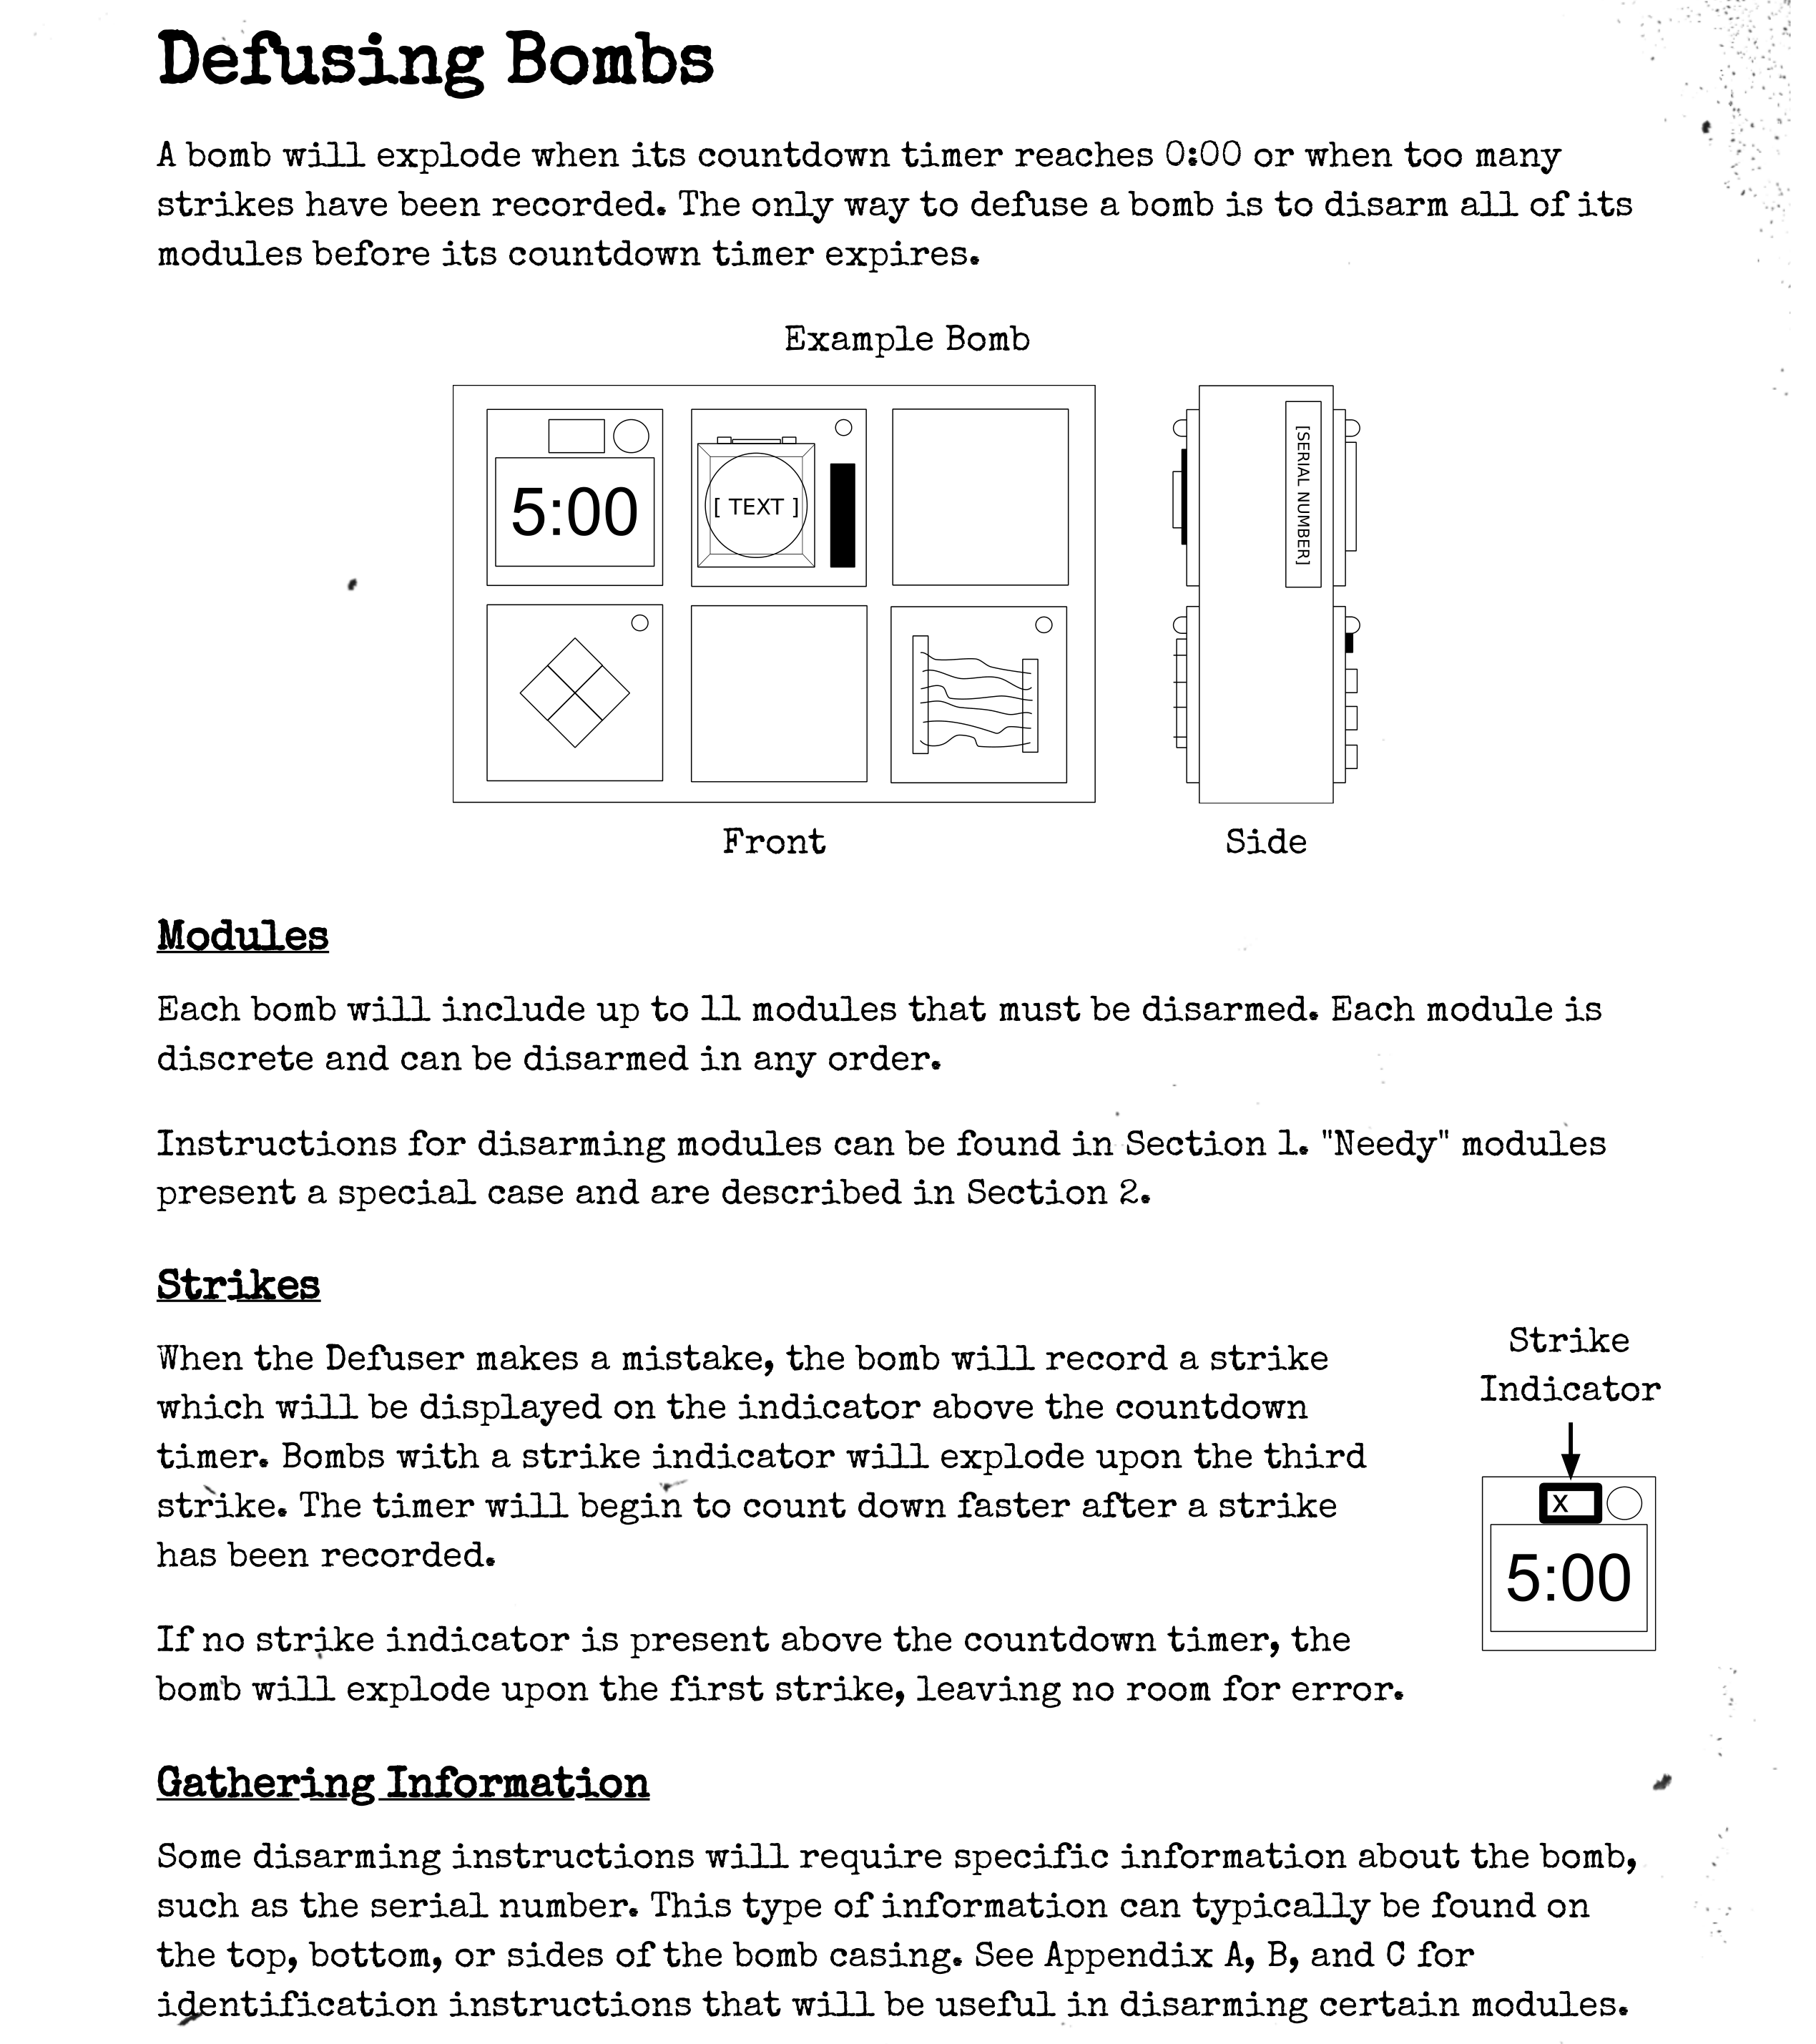 Defusing Bombs
A bomb will explode when its countdown timer reaches 0:00 or when too many
strikes have been recorded. The only way to defuse a bomb is to disarm all of its
modules before its countdown timer expires.
Example Bomb
5:00
[ TEXT ]
[SERIAL NUMBER]
Front
Side
Modules
Each bomb will include up to 11 modules that must be disarmed. Each module is
discrete and can be disarmed in any order.
Instructions for disarming modules can be found in Section 1. "Needy" modules
present a special case and are described in Section 2.
Strikes
When the Defuser makes a mistake, the bomb will record a strike
which will be displayed on the indicator above the countdown
timer. Bombs with a strike indicator will explode upon the third
strike. The timer will begin to count down faster after a strike
has been recorded.
If no strike indicator is present above the countdown timer, the
bomb will explode upon the first strike, leaving no room for error.
Strike
Indicator
X
5:00
Gathering Information
Some disarming instructions will require specific information about the bomb,
such as the serial number. This type of information can typically be found on
the top, bottom, or sides of the bomb casing. See Appendix A, B, and C for
identification instructions that will be useful in disarming certain modules.